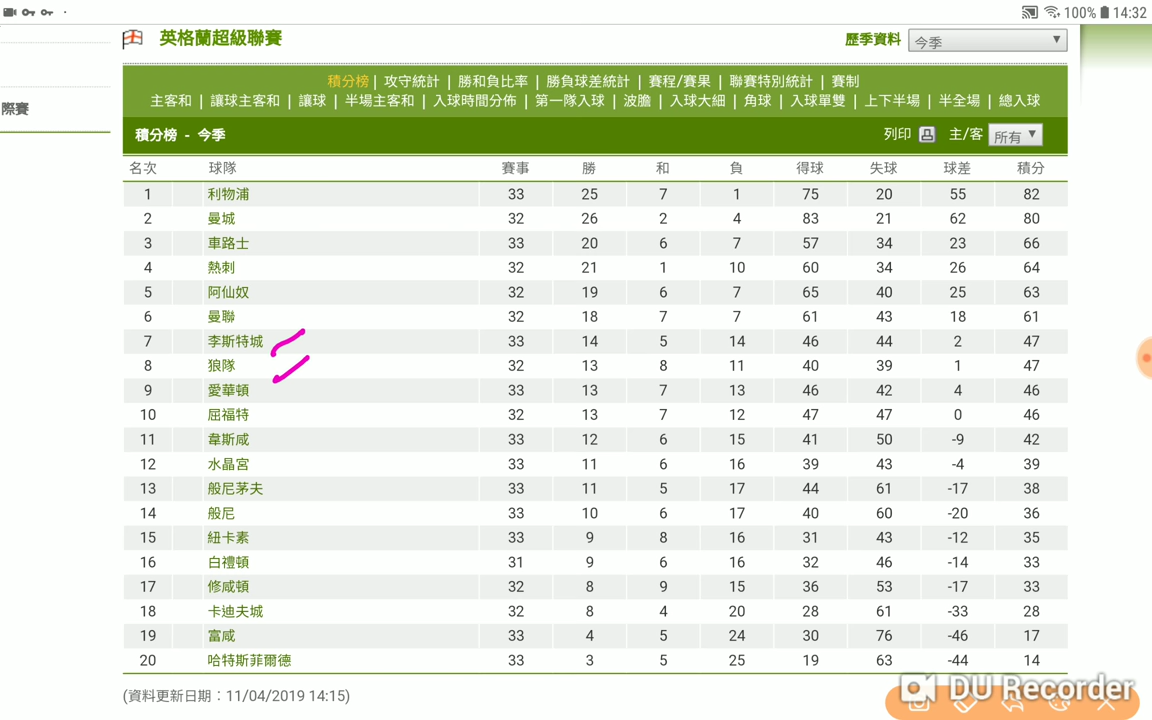 100% 14:32
英格蘭超級聯賽 歷季資料 今季
積分榜 | 攻守統計 | 勝和負比率 | 勝負球差統計 | 賽程/賽果 | 聯賽特別統計 | 賽制
際賽
主客和 | 讓球主客和 | 讓球 | 半場主客和 | 入球時間分佈 | 第一隊入球 | 波膽 | 入球大細 | 角球 | 入球單雙 | 上下半場 | 半全場 | 總入球
積分榜 - 今季 列印 主/客 所有
名次 球隊 賽事 勝 和 負 得球 失球 球差 積分
1 利物浦 33 25 7 1 75 20 55 82
2 曼城 32 26 2 4 83 21 62 80
3 車路士 33 20 6 7 57 34 23 66
4 熱刺 32 21 1 10 60 34 26 64
5 阿仙奴 32 19 6 7 65 40 25 63
6 曼聯 32 18 7 7 61 43 18 61
7 李斯特城 33 14 5 14 46 44 2 47
8 狼隊 32 13 8 11 40 39 1 47
9 愛華頓 33 13 7 13 46 42 4 46
10 屈福特 32 13 7 12 47 47 0 46
11 韋斯咸 33 12 6 15 41 50 -9 42
12 水晶宮 33 11 6 16 39 43 -4 39
13 般尼茅夫 33 11 5 17 44 61 -17 38
14 般尼 33 10 6 17 40 60 -20 36
15 紐卡素 33 9 8 16 31 43 -12 35
16 白禮頓 31 9 6 16 32 46 -14 33
17 修咸頓 32 8 9 15 36 53 -17 33
18 卡迪夫城 32 8 4 20 28 61 -33 28
19 富咸 33 4 5 24 30 76 -46 17
20 哈特斯菲爾德 33 3 5 25 19 63 -44 14
(資料更新日期：11/04/2019 14:15)
DU Recorder